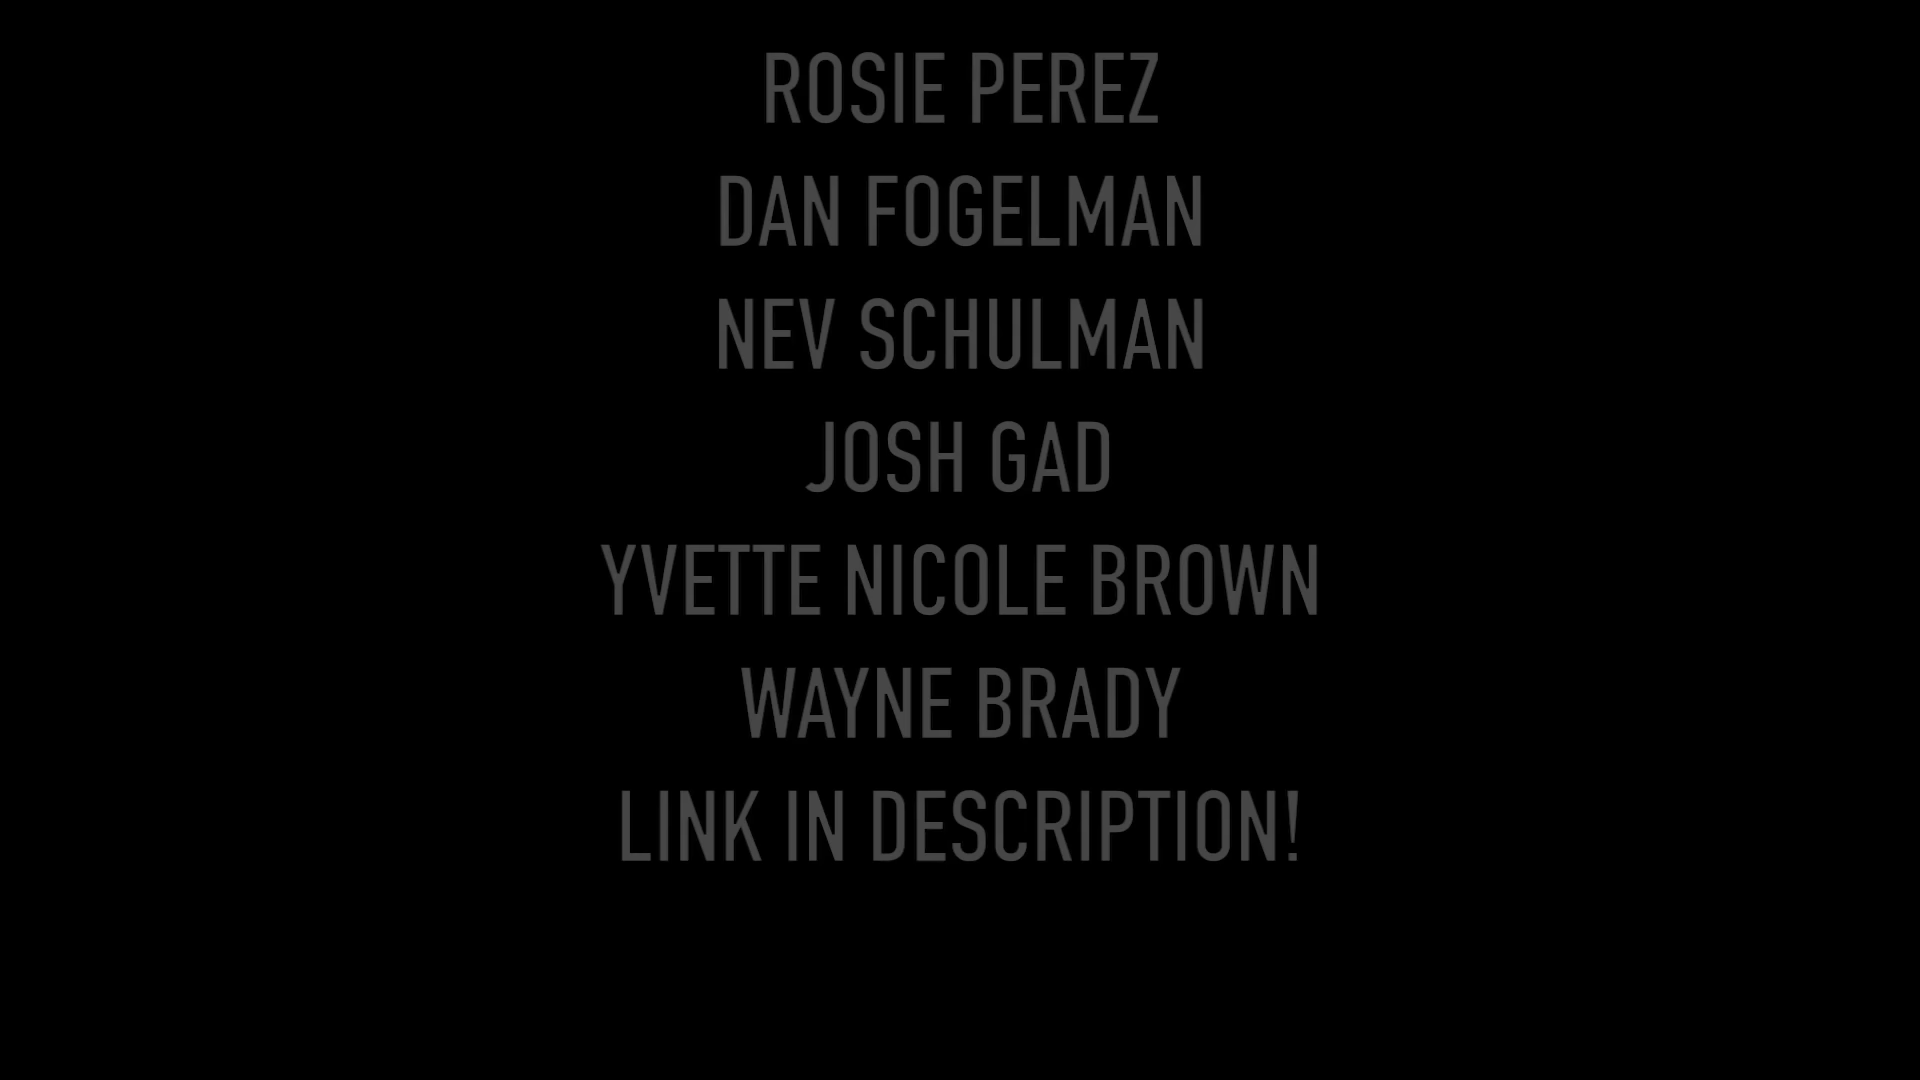 ROSIE PEREZ
DAN FOGELMAN
NEV SCHULMAN
JOSH GAD
YVETTE NICOLE BROWN
WAYNE BRADY
LINK IN DESCRIPTION!